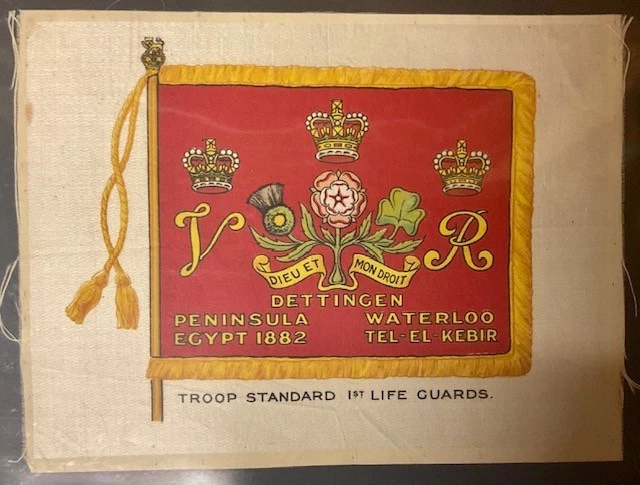 V R
DIEU ET MON DROIT
DETTINGEN
PENINSULA WATERLOO
EGYPT 1882 TEL-EL-KEBIR
TROOP STANDARD 1ST LIFE GUARDS.